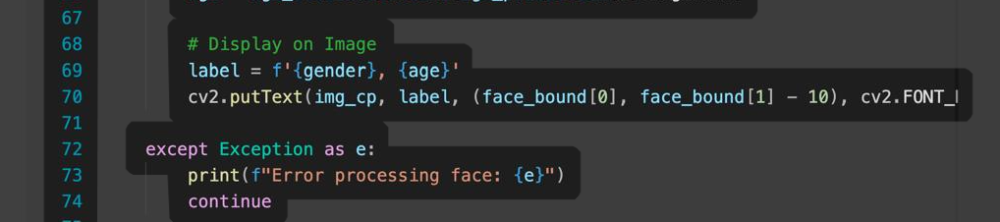 67
68 # Display on Image
69 label = f'{gender}, {age}'
70 cv2.putText(img_cp, label, (face_bound[0], face_bound[1] - 10), cv2.FONT_
71
72 except Exception as e:
73 print(f"Error processing face: {e}")
74 continue